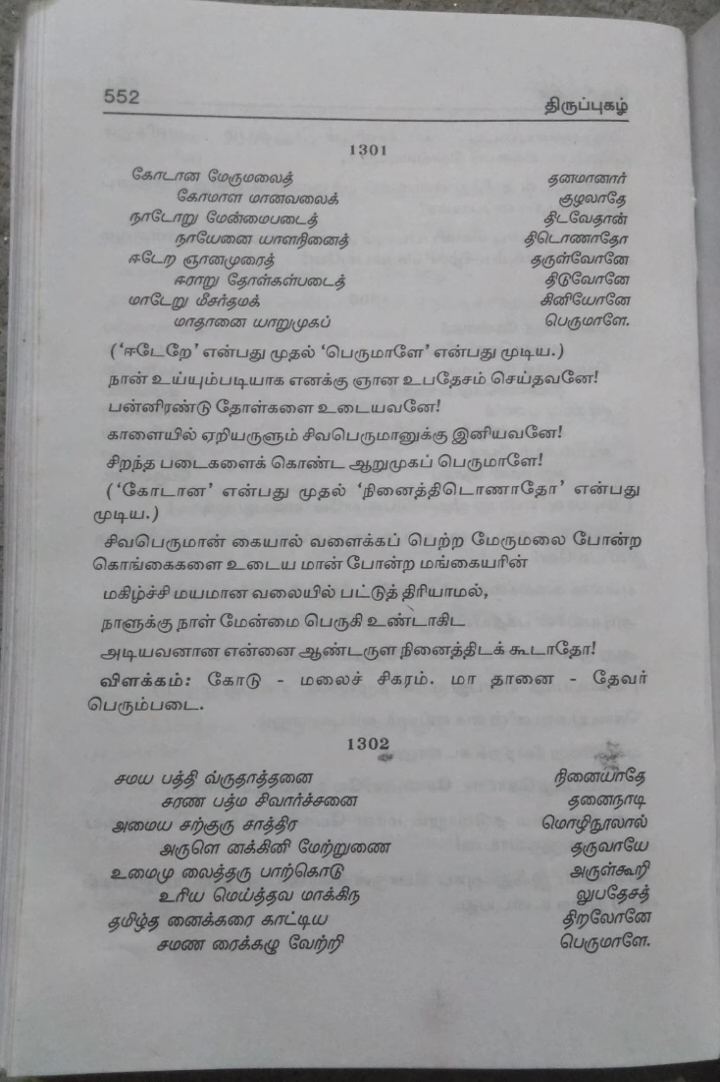 552 திருப்புகழ்
1301
கோடான மேருமலைத் தனமானார்
கோமாள மானவலைக் குழலாதே
நாடோறு மேன்மைபடைத் திடவேதான்
நாயேனை யாளநினைத் திடொணாதோ
ஈடேற ஞானமுரைத் தருள்வோனே
ஈராறு தோள்கள்படைத் திடுவோனே
மாடேறு மீசர்தமக் கினியோனே
மாதானை யாறுமுகப் பெருமாளே.
(‘ஈடேறே’ என்பது முதல் ‘பெருமாளே’ என்பது முடிய.)
நான் உய்யும்படியாக எனக்கு ஞான உபதேசம் செய்தவனே!
பன்னிரண்டு தோள்களை உடையவனே!
காளையில் ஏறியருளும் சிவபெருமானுக்கு இனியவனே!
சிறந்த படைகளைக் கொண்ட ஆறுமுகப் பெருமாளே!
(‘கோடான’ என்பது முதல் ‘நினைத்திடொணாதோ’ என்பது
முடிய.)
சிவபெருமான் கையால் வளைக்கப் பெற்ற மேருமலை போன்ற
கொங்கைகளை உடைய மான் போன்ற மங்கையரின்
மகிழ்ச்சி மயமான வலையில் பட்டுத் திரியாமல்,
நாளுக்கு நாள் மேன்மை பெருகி உண்டாகிட
அடியவனான என்னை ஆண்டருள நினைத்திடக் கூடாதோ!
விளக்கம்: கோடு - மலைச் சிகரம். மா தானை - தேவர்
பெரும்படை.
1302
சமய பத்தி வ்ருதாத்தனை நினையாதே
சரண பத்ம சிவார்ச்சனை தனைநாடி
அமைய சற்குரு சாத்திர மொழிநூலால்
அருளெ னக்கினி மேற்றுணை தருவாயே
உமைமு லைத்தரு பாற்கொடு அருள்கூறி
உரிய மெய்த்தவ மாக்கிந லுபதேசத்
தமிழ்த னைக்கரை காட்டிய திறலோனே
சமண ரைக்கழு வேற்றி பெருமாளே.